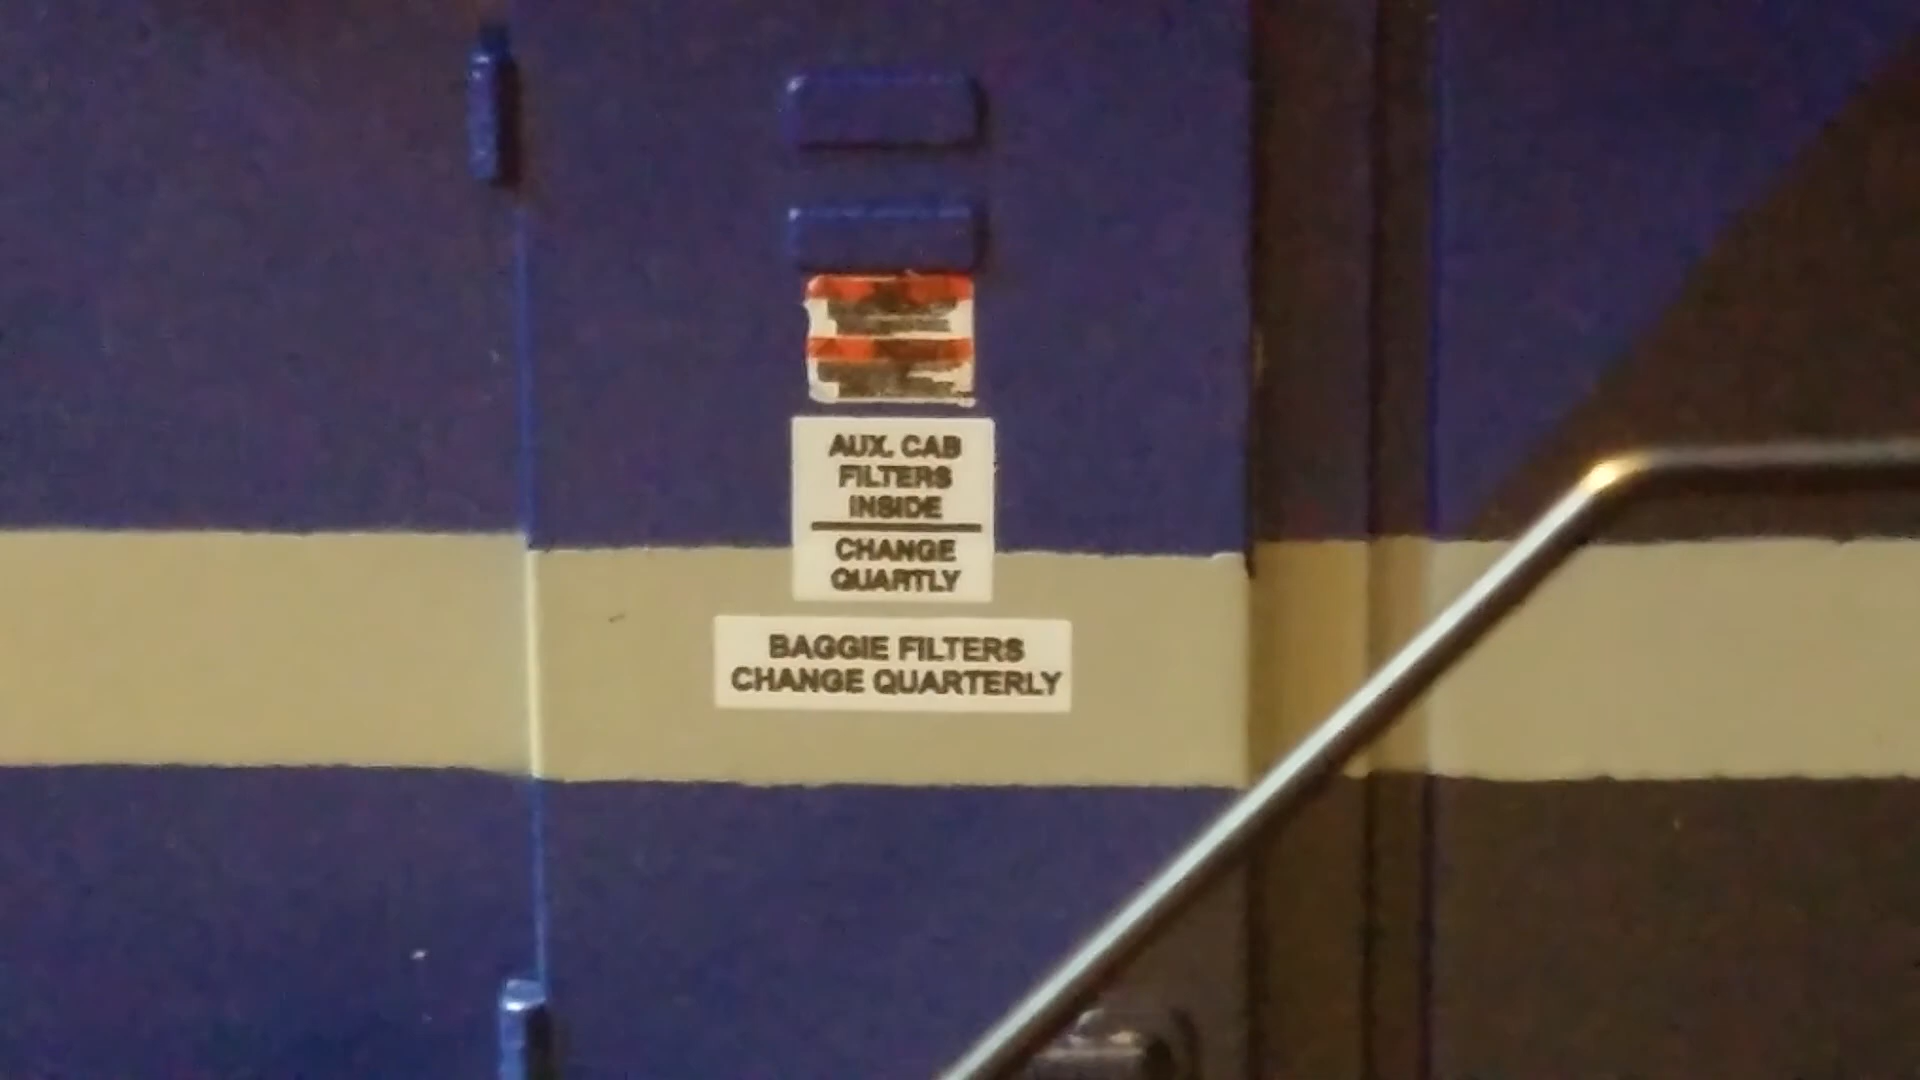 AUX. CAB
FILTERS
INSIDE
CHANGE
QUARTLY
BAGGIE FILTERS
CHANGE QUARTERLY